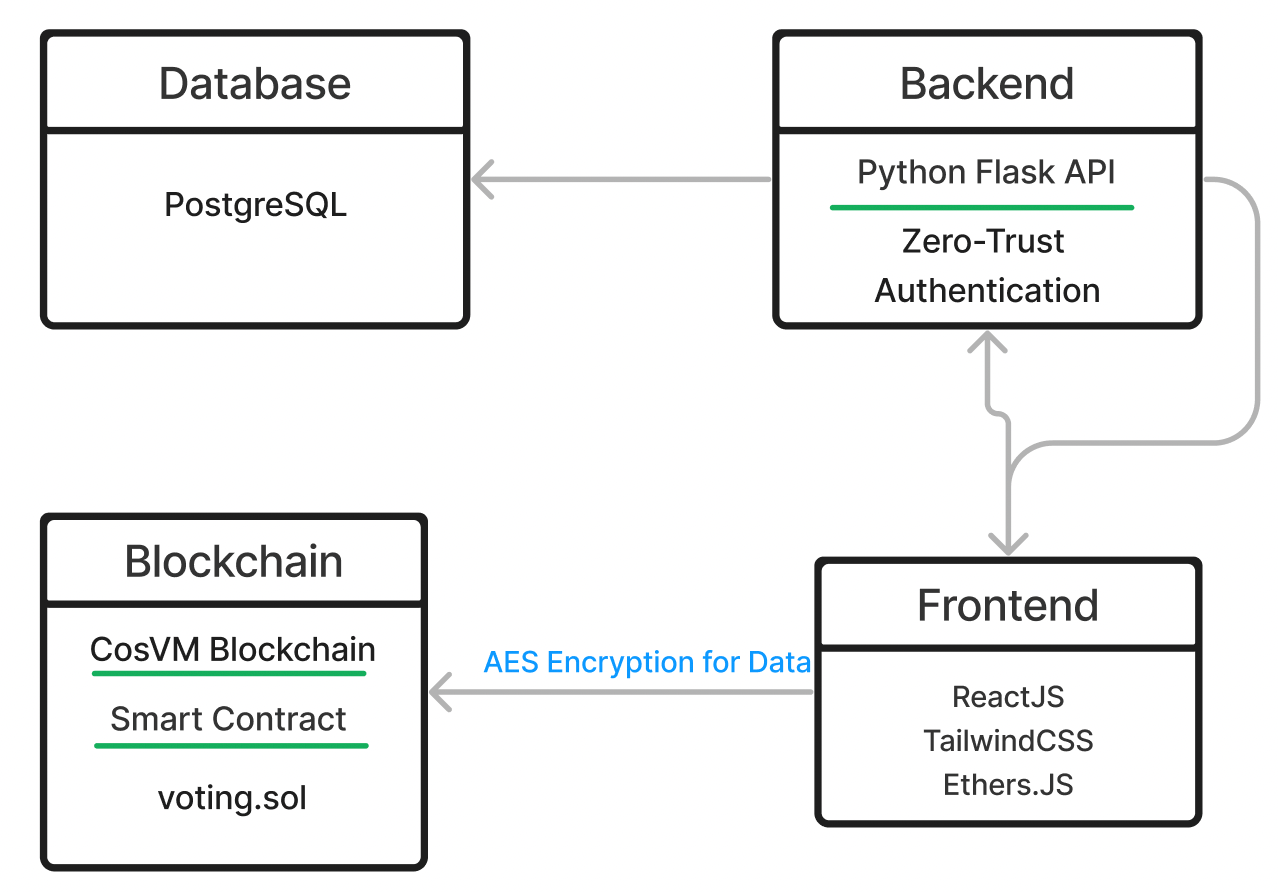 Database
PostgreSQL
Backend
Python Flask API
Zero-Trust
Authentication
Blockchain
CosVM Blockchain
Smart Contract
voting.sol
AES Encryption for Data
Frontend
ReactJS
TailwindCSS
Ethers.JS